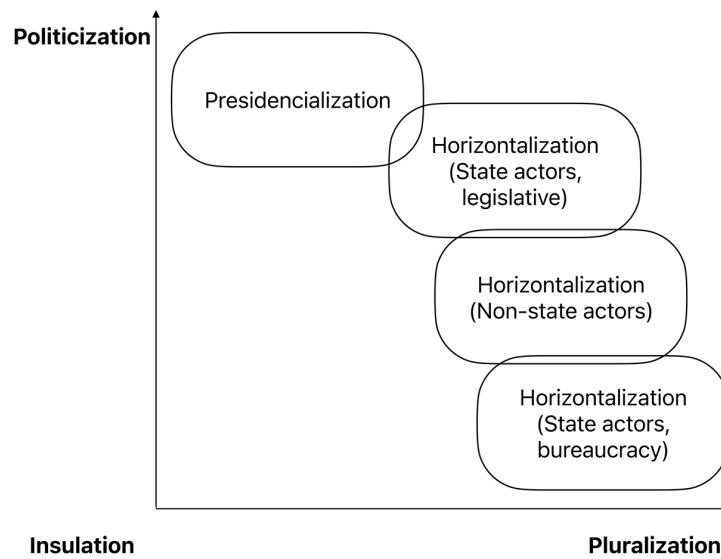 Politicization
Presidencialization
Horizontalization
(State actors,
legislative)
Horizontalization
(Non-state actors)
Horizontalization
(State actors,
bureaucracy)
Insulation
Pluralization